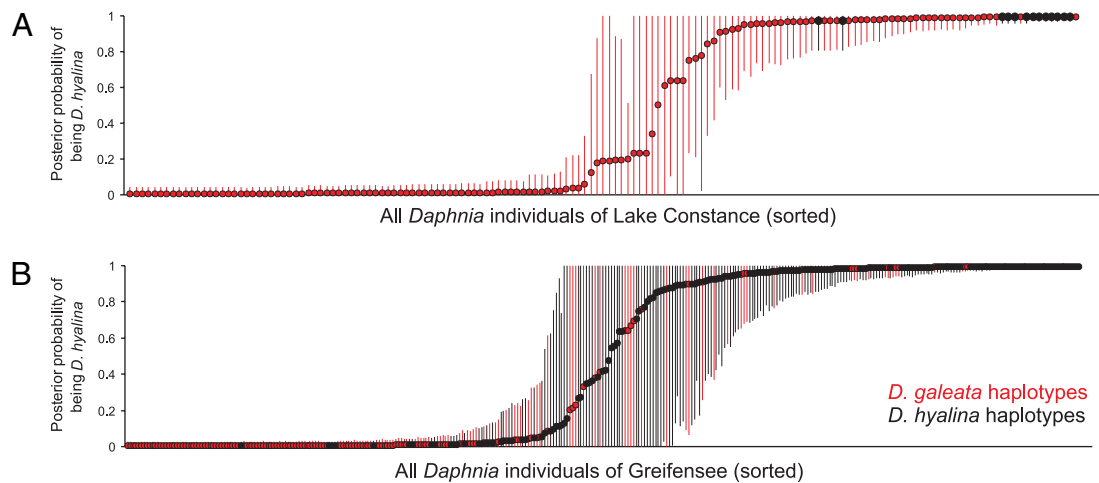 A
Posterior probability of
being D. hyalina
1
0.8
0.6
0.4
0.2
0
All Daphnia individuals of Lake Constance (sorted)
B
Posterior probability of
being D. hyalina
1
0.8
0.6
0.4
0.2
0
D. galeata haplotypes
D. hyalina haplotypes
All Daphnia individuals of Greifensee (sorted)